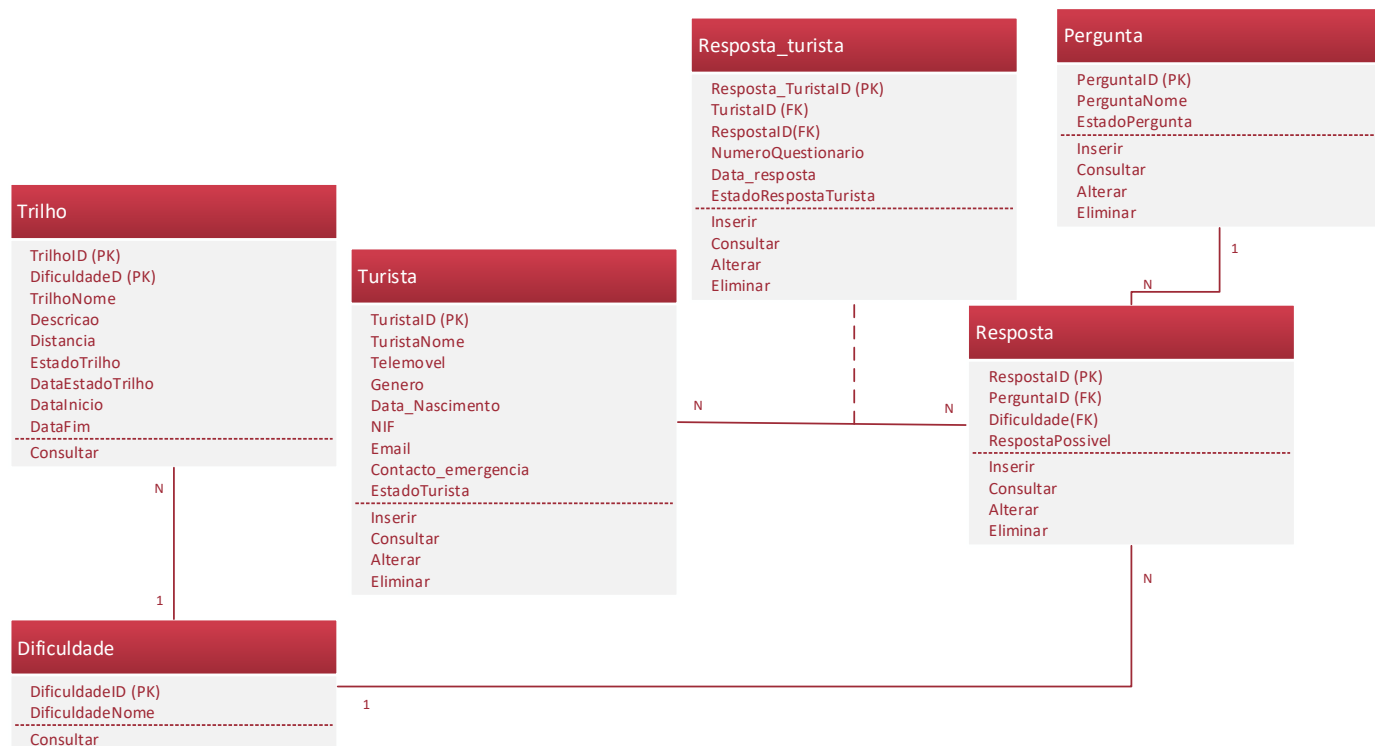 Resposta_turista
Resposta_TuristaID (PK)
TuristaID (FK)
RespostaID(FK)
NumeroQuestionario
Data_resposta
EstadoRespostaTurista
Inserir
Consultar
Alterar
Eliminar
Pergunta
PerguntaID (PK)
PerguntaNome
EstadoPergunta
Inserir
Consultar
Alterar
Eliminar
1
N
Trilho
TrilhoID (PK)
DificuldadeD (PK)
TrilhoNome
Descricao
Distancia
EstadoTrilho
DataEstadoTrilho
DataInicio
DataFim
Consultar
N
1
Turista
TuristaID (PK)
TuristaNome
Telemovel
Genero
Data_Nascimento
NIF
Email
Contacto_emergencia
EstadoTurista
Inserir
Consultar
Alterar
Eliminar
N
N
Resposta
RespostaID (PK)
PerguntaID (FK)
Dificuldade(FK)
RespostaPossivel
Inserir
Consultar
Alterar
Eliminar
N
Dificuldade
DificuldadeID (PK)
DificuldadeNome
Consultar
1